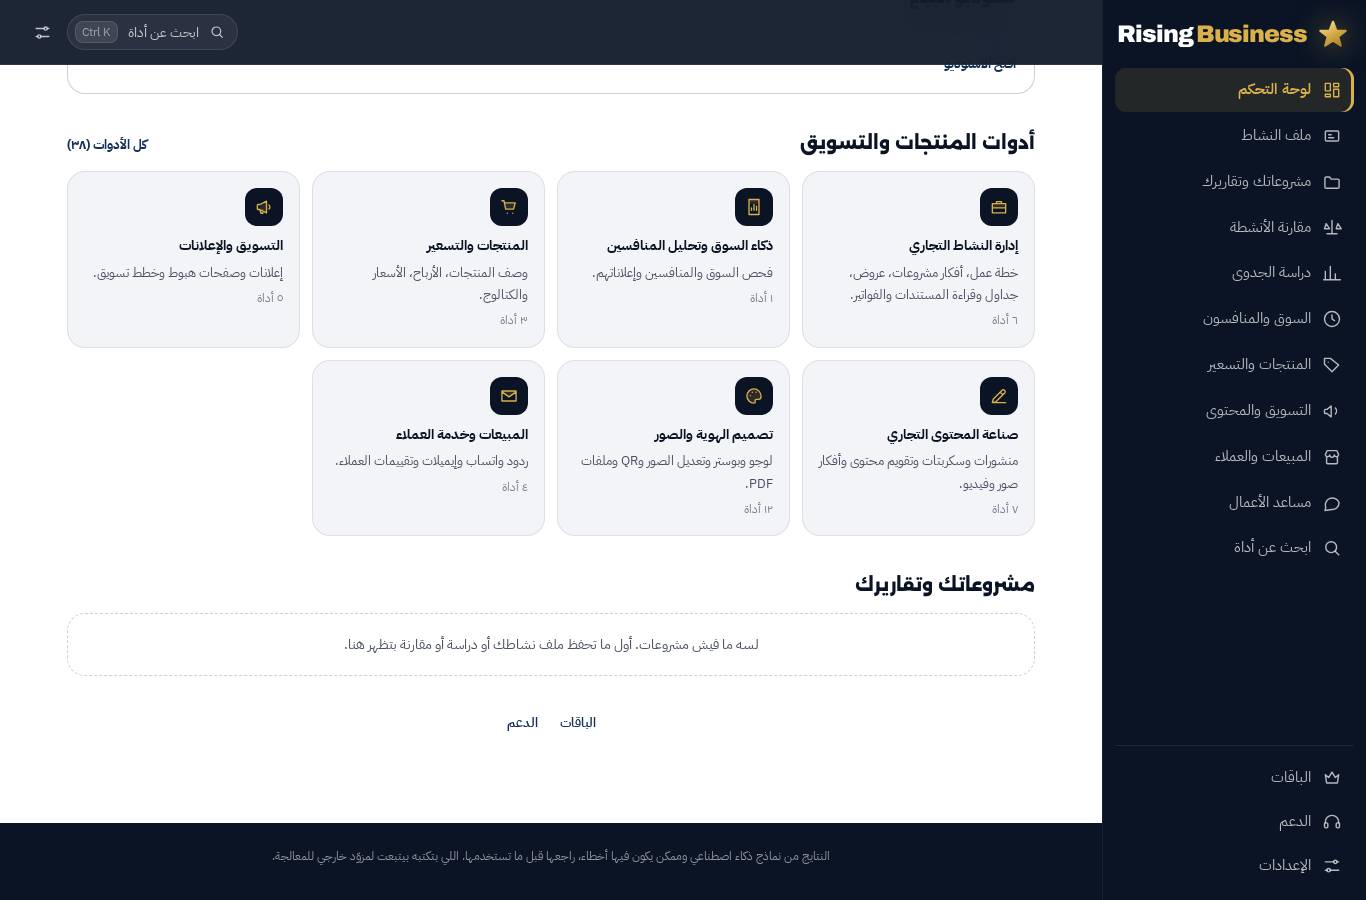 RisingBusiness
لوحة التحكم
ملف النشاط
مشروعاتك وتقاريرك
مقارنة الأنشطة
دراسة الجدوى
السوق والمنافسون
المنتجات والتسعير
التسويق والمحتوى
المبيعات والعملاء
مساعد الأعمال
ابحث عن أداة
الباقات
الدعم
الإعدادات
ابحث عن أداة Ctrl K
أدوات المنتجات والتسويق
كل الأدوات (٣٨)
إدارة النشاط التجاري
خطة عمل، أفكار مشروعات، عروض،
جداول وقراءة المستندات والفواتير.
٦ أداة
ذكاء السوق وتحليل المنافسين
فحص السوق والمنافسين وإعلاناتهم.
١ أداة
المنتجات والتسعير
وصف المنتجات، الأرباح، الأسعار
والكتالوج.
٣ أداة
التسويق والإعلانات
إعلانات وصفحات هبوط وخطط تسويق.
٥ أداة
صناعة المحتوى التجاري
منشورات وسكربتات وتقويم محتوى وأفكار
صور وفيديو.
٧ أداة
تصميم الهوية والصور
لوجو وبوستر وتعديل الصور وQR وملفات
PDF.
١٢ أداة
المبيعات وخدمة العملاء
ردود واتساب وإيميلات وتقييمات العملاء.
٤ أداة
مشروعاتك وتقاريرك
لسه ما فيش مشروعات. أول ما تحفظ ملف نشاطك أو دراسة أو مقارنة بتظهر هنا.
الباقات
الدعم
النتايج من نماذج ذكاء اصطناعي وممكن يكون فيها أخطاء، راجعها قبل ما تستخدمها. اللي بتكتبه بيتبعت لمزوّد خارجي للمعالجة.